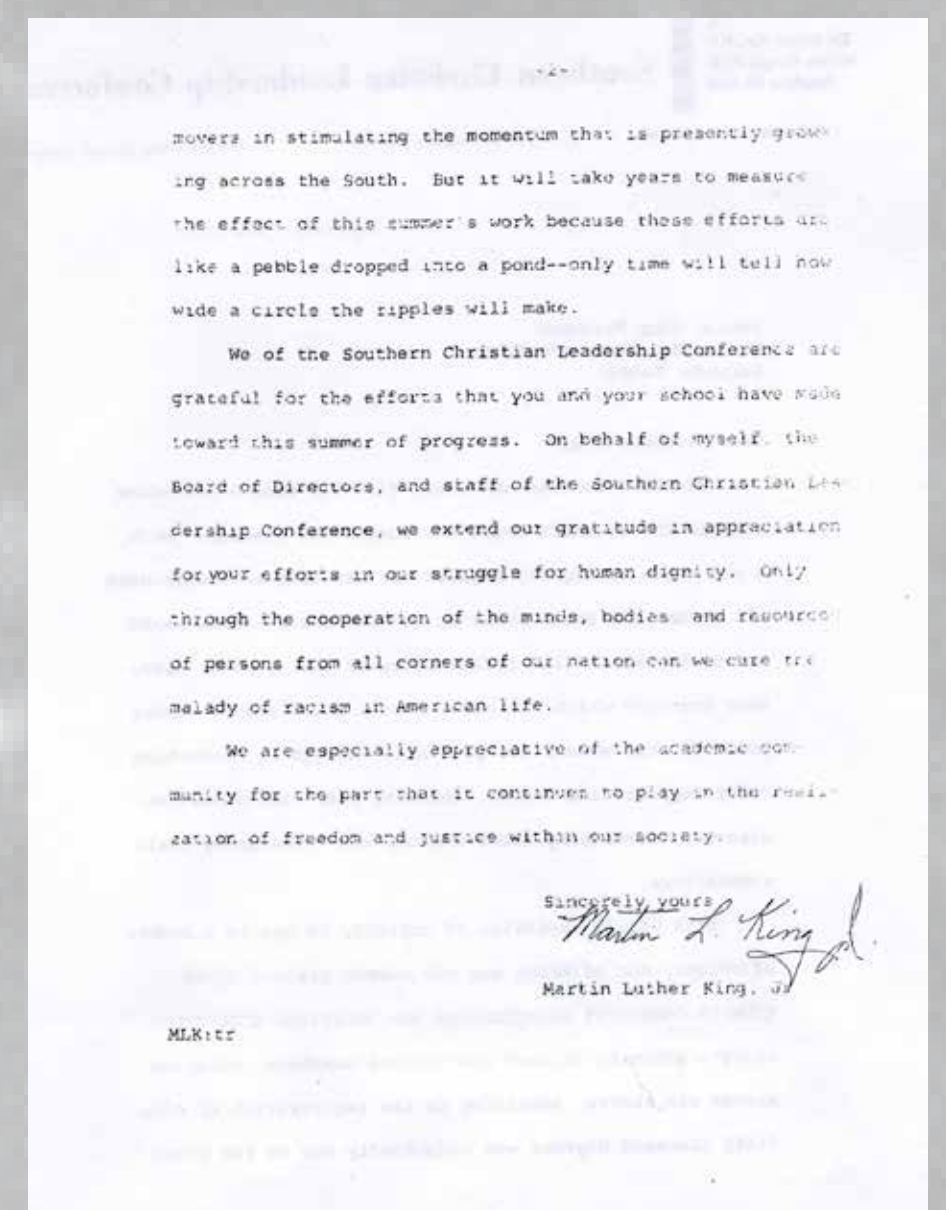 -2-
movers in stimulating the momentum that is presently grow-
ing across the South. But it will take years to measure
the effect of this summer's work because these efforts are
like a pebble dropped into a pond--only time will tell how
wide a circle the ripples will make.
We of the Southern Christian Leadership Conference are
grateful for the efforts that you and your school have made
toward this summer of progress. On behalf of myself, the
Board of Directors, and staff of the Southern Christian Lea-
dership Conference, we extend our gratitude in appreciation
for your efforts in our struggle for human dignity. Only
through the cooperation of the minds, bodies and resources
of persons from all corners of our nation can we cure the
malady of racism in American life.
We are especially appreciative of the academic com-
munity for the part that it continues to play in the reali-
zation of freedom and justice within our society.
Sincerely yours
Martin L. King Jr.
Martin Luther King, Jr
MLK:tr